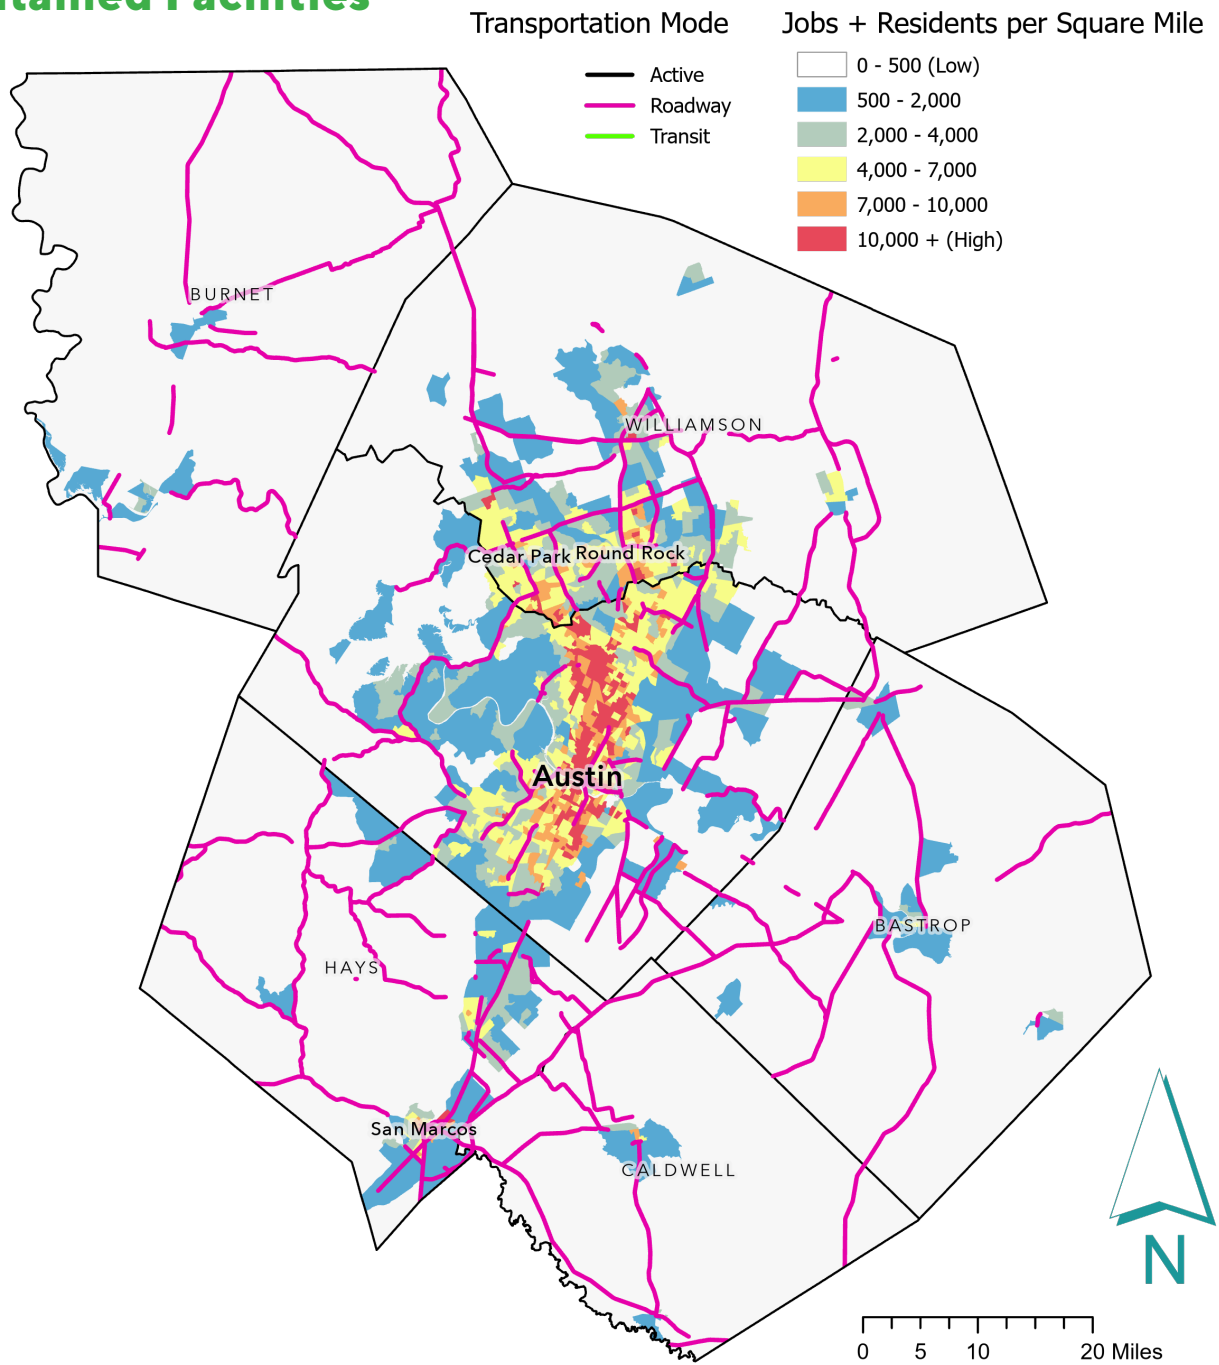 Facilities
Transportation Mode
Active
Roadway
Transit
Jobs + Residents per Square Mile
0 - 500 (Low)
500 - 2,000
2,000 - 4,000
4,000 - 7,000
7,000 - 10,000
10,000 + (High)
BURNET
WILLIAMSON
Cedar Park
Round Rock
Austin
BASTROP
HAYS
San Marcos
CALDWELL
N
0 5 10 20 Miles